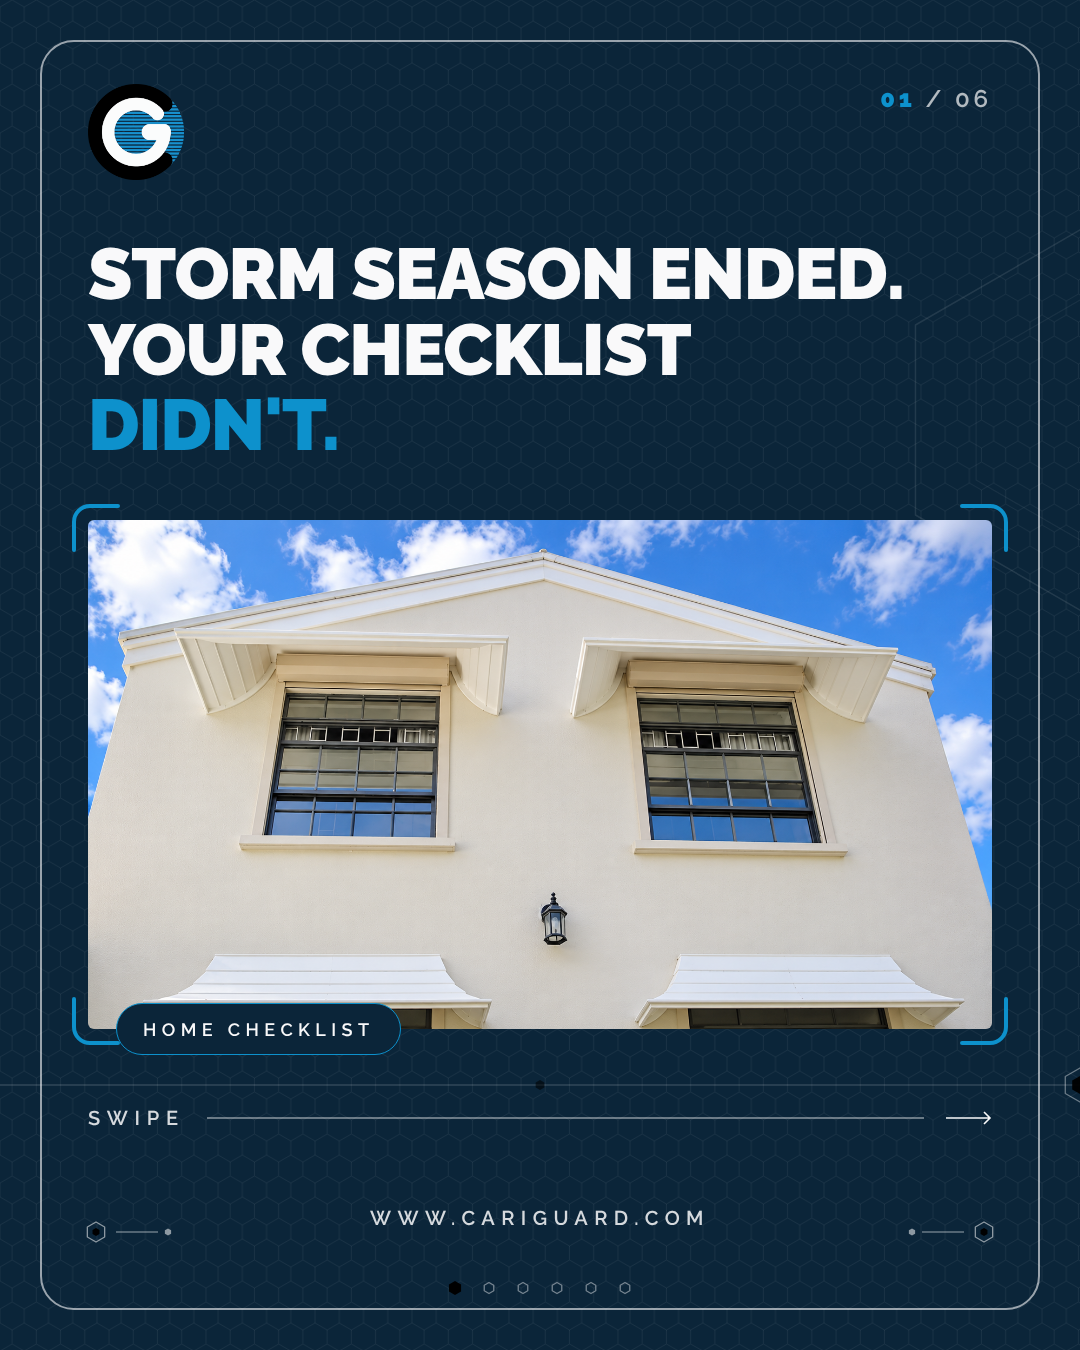 G
01 / 06
STORM SEASON ENDED.
YOUR CHECKLIST
DIDN'T.
HOME CHECKLIST
SWIPE
WWW.CARIGUARD.COM